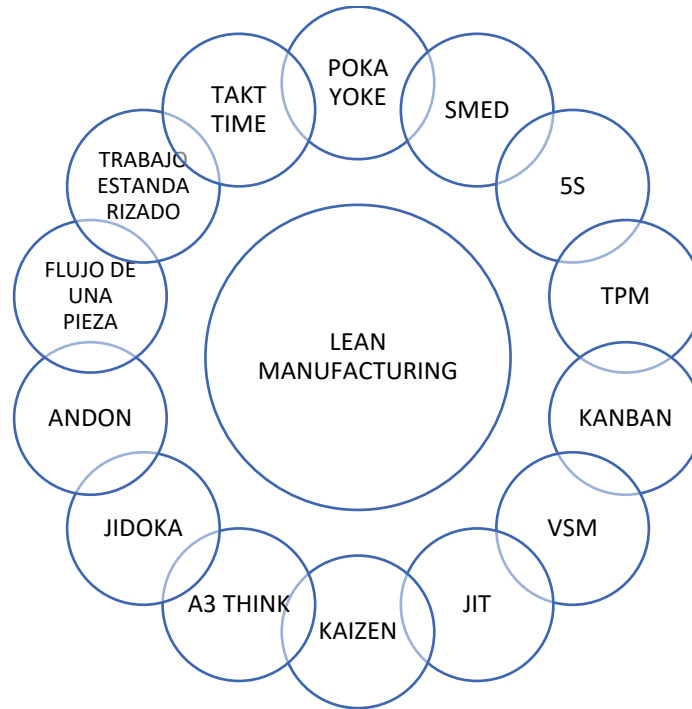 POKA
YOKE
SMED
5S
TPM
KANBAN
VSM
JIT
KAIZEN
A3 THINK
JIDOKA
ANDON
FLUJO DE
UNA
PIEZA
TRABAJO
ESTANDA
RIZADO
TAKT
TIME
LEAN
MANUFACTURING